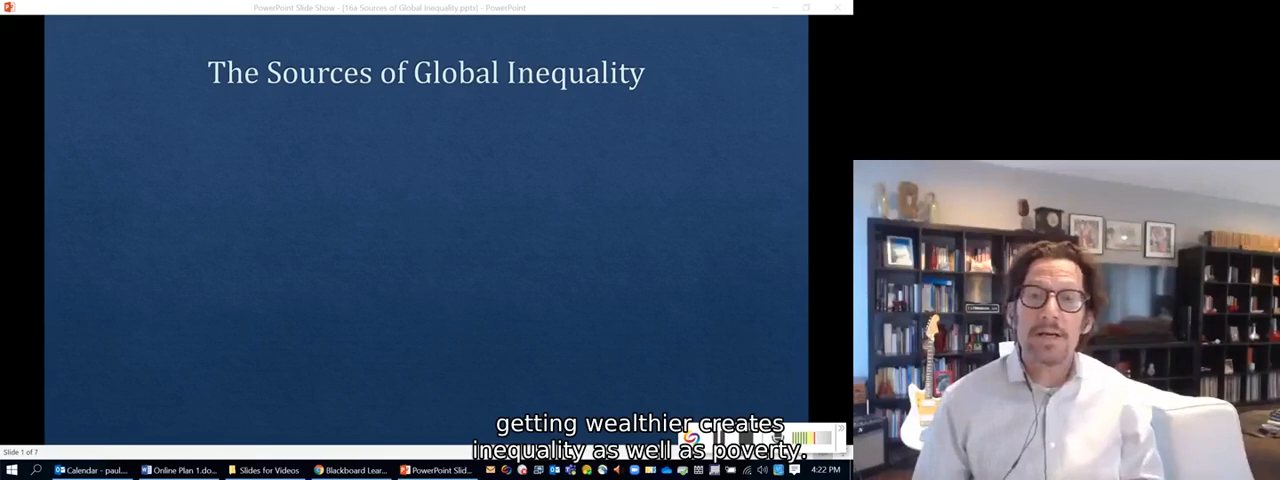 PowerPoint Slide Show - [16a Sources of Global Inequality.pptx] - PowerPoint
The Sources of Global Inequality
getting wealthier creates
inequality as well as poverty.
Slide 1 of 7
Calendar - paul...
Online Plan 1.do...
Slides for Videos
Blackboard Lear...
PowerPoint Slid...
4:22 PM